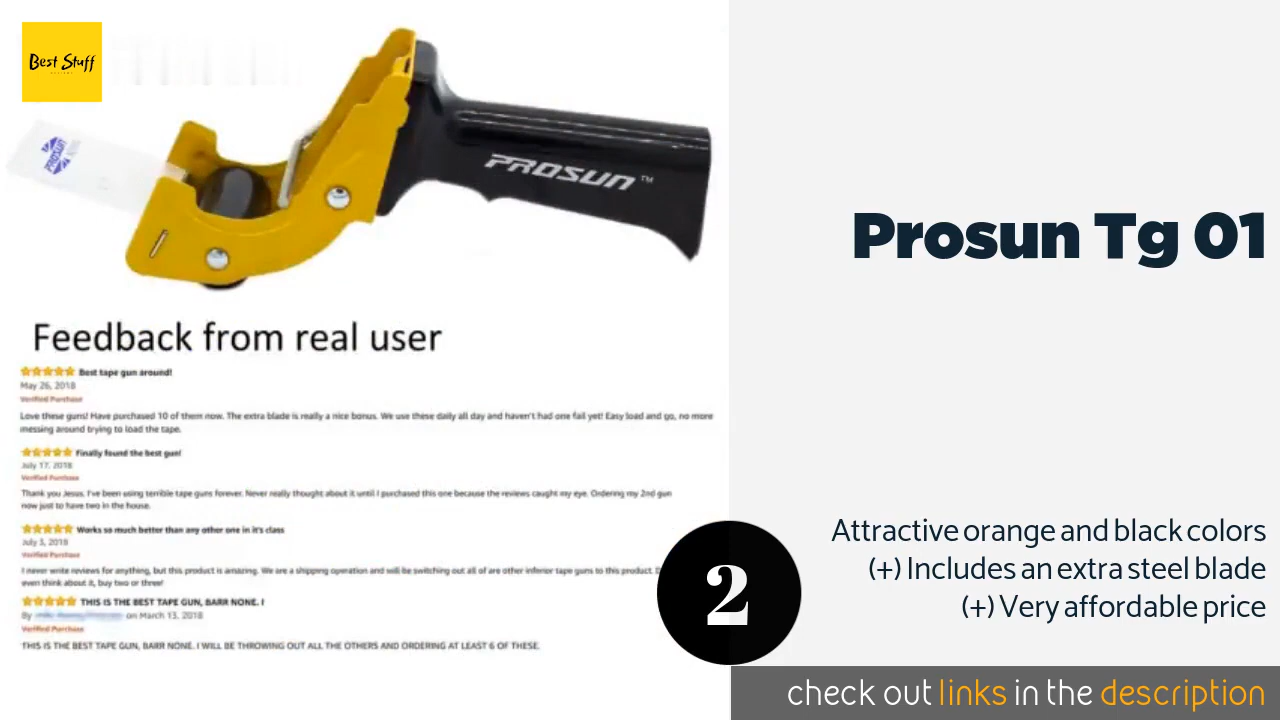 Best Stuff
PROSUN
PROSUN TM
Prosun Tg 01
Feedback from real user
Best tape gun around!
May 26, 2018
Verified Purchase
Love these guns! Have purchased 10 of them now. The extra blade is really a nice bonus. We use these daily all day and haven't had one fail yet! Easy load and go, no more
messing around trying to load the tape.
Finally found the best gun!
July 17, 2018
Verified Purchase
Thank you Jesus. I've been using terrible tape guns forever. Never really thought about it until I purchased this one because the reviews caught my eye. Ordering my 2nd gun
now just to have two in the house.
Works so much better than any other one in it's class
July 3, 2018
Verified Purchase
I never write reviews for anything, but this product is amazing. We are a shipping operation and will be switching out all of are other inferior tape guns to this product.
even think about it, buy two or three!
THIS IS THE BEST TAPE GUN, BARR NONE. I
By on March 13, 2018
Verified Purchase
THIS IS THE BEST TAPE GUN, BARR NONE. I WILL BE THROWING OUT ALL THE OTHERS AND ORDERING AT LEAST 6 OF THESE.
2
Attractive orange and black colors
(+) Includes an extra steel blade
(+) Very affordable price
check out links in the description